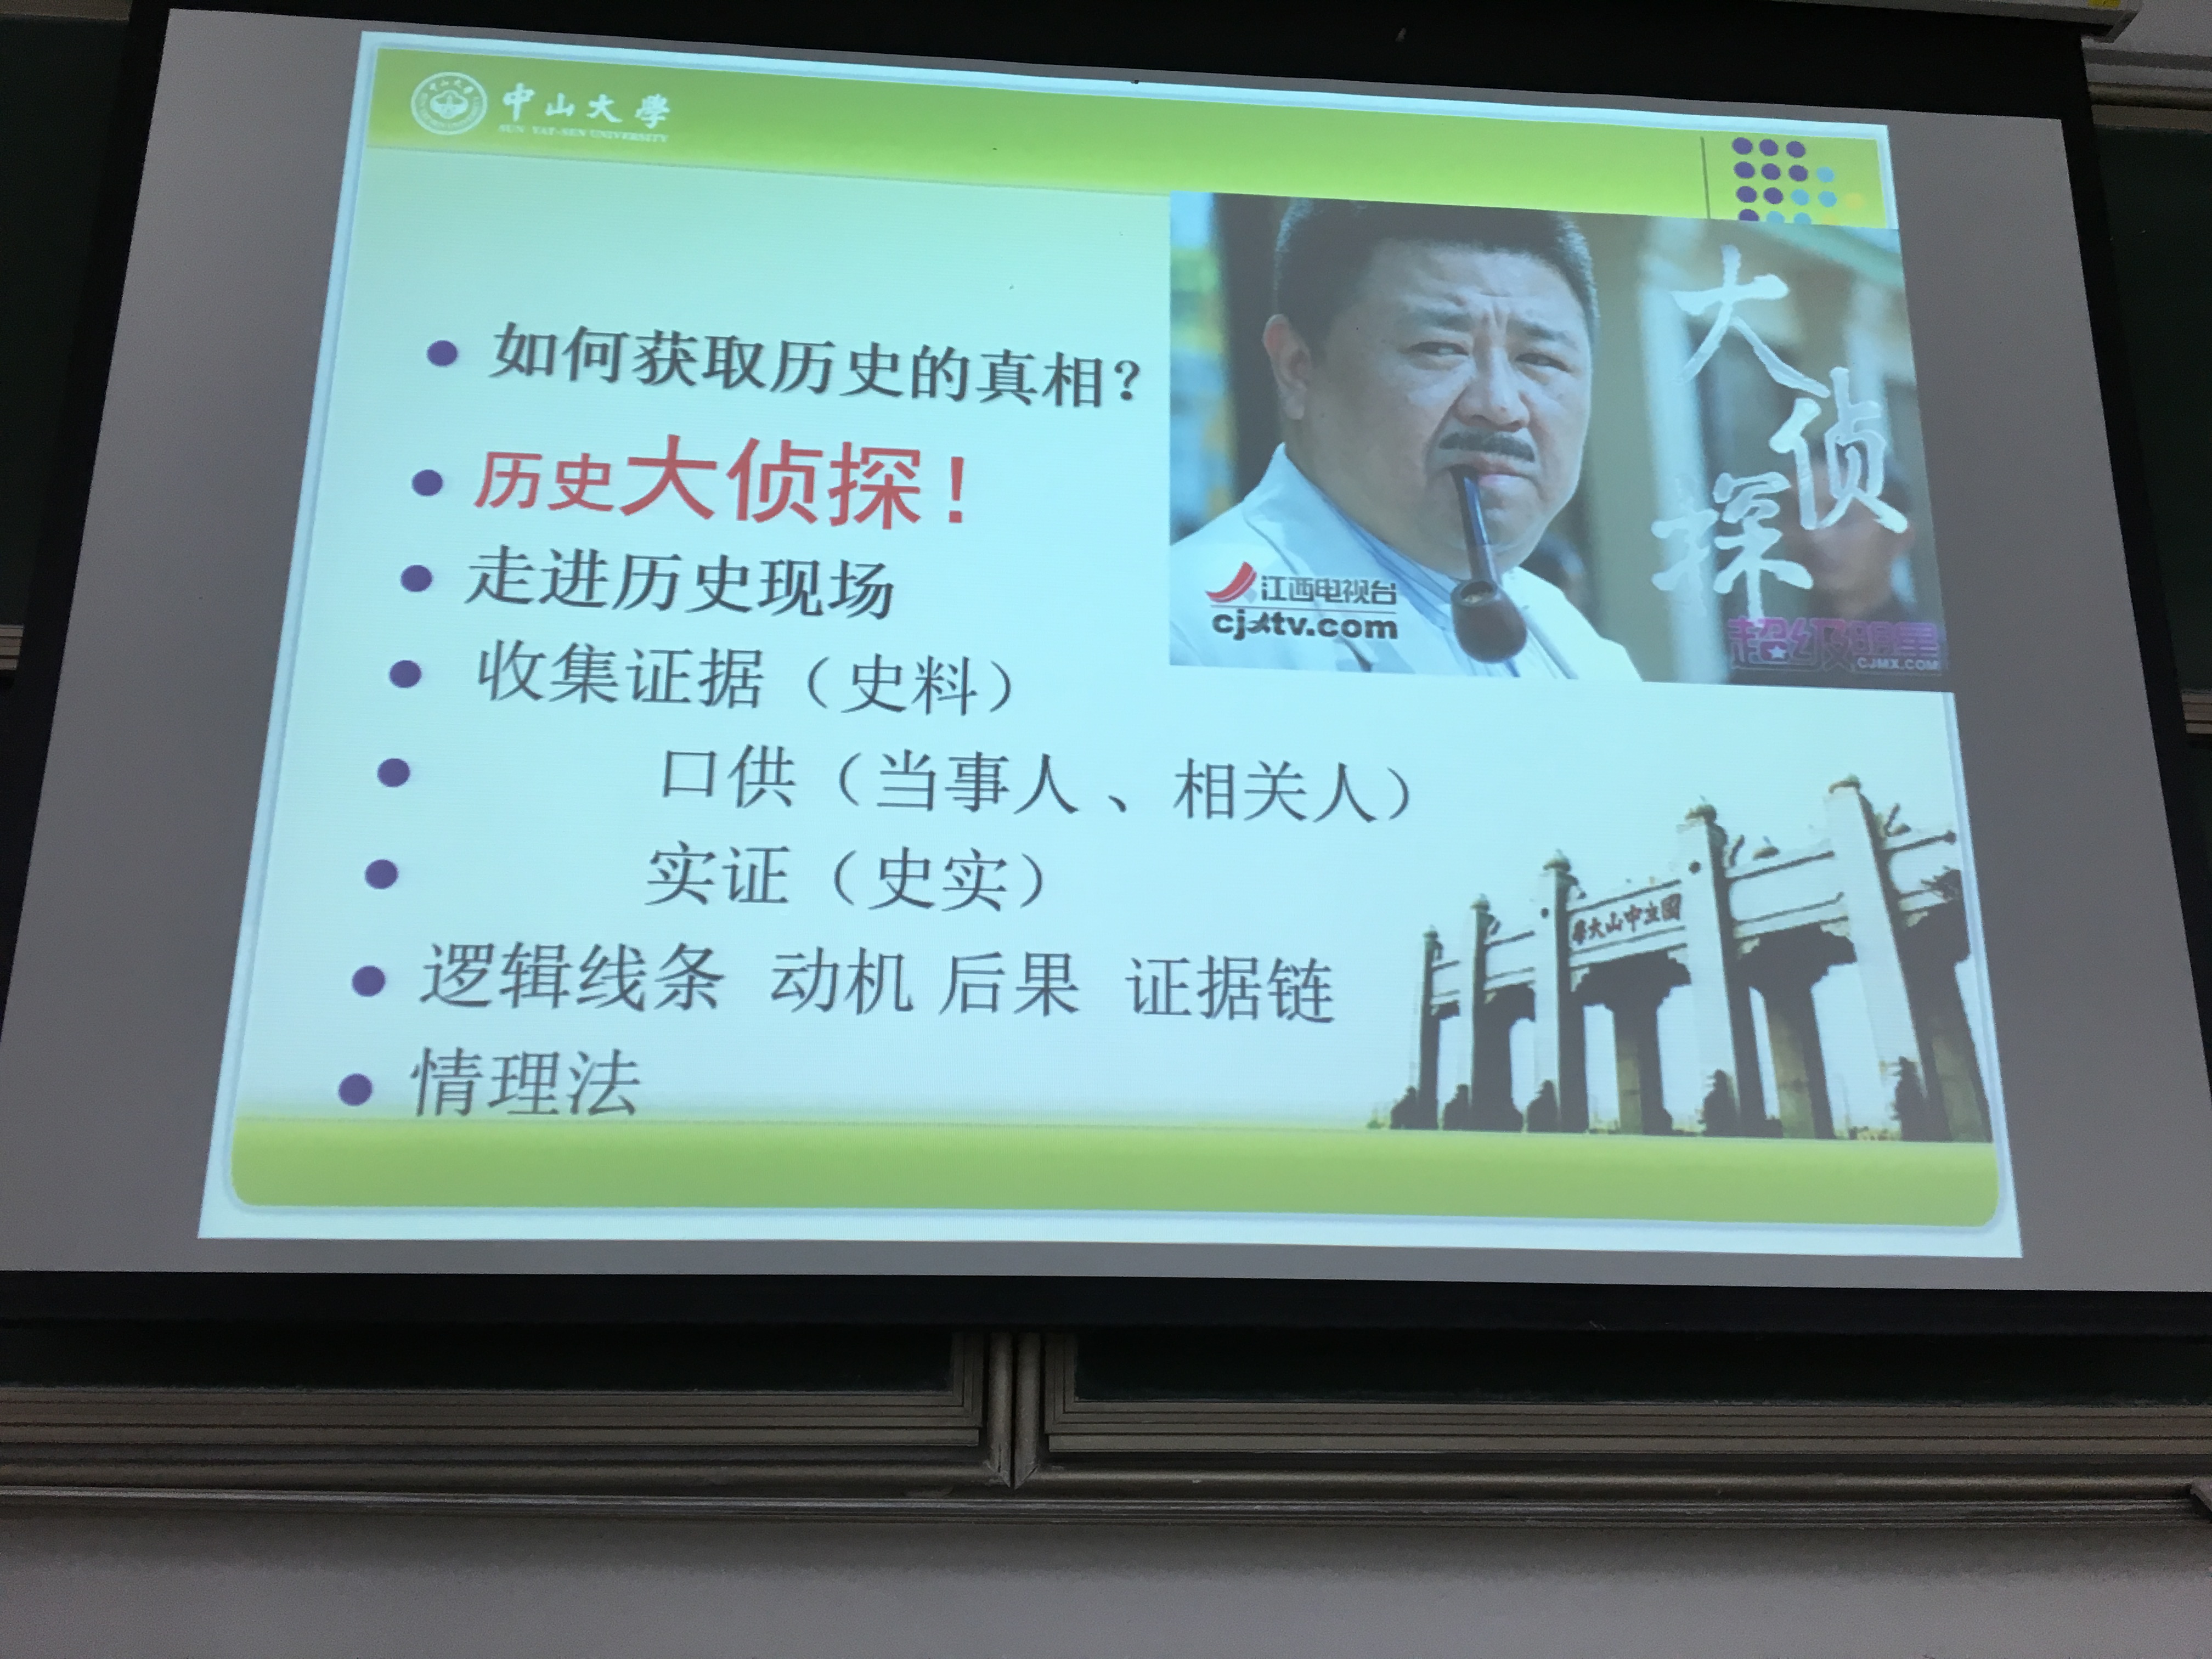 中山大學
SUN YAT-SEN UNIVERSITY
如何获取历史的真相？
历史大侦探！
走进历史现场
收集证据（史料）
口供（当事人 、相关人）
实证（史实）
逻辑线条 动机 后果 证据链
情理法
大侦探
江西电视台
cjxtv.com
超级明星
CJMX.COM
學大山中立國